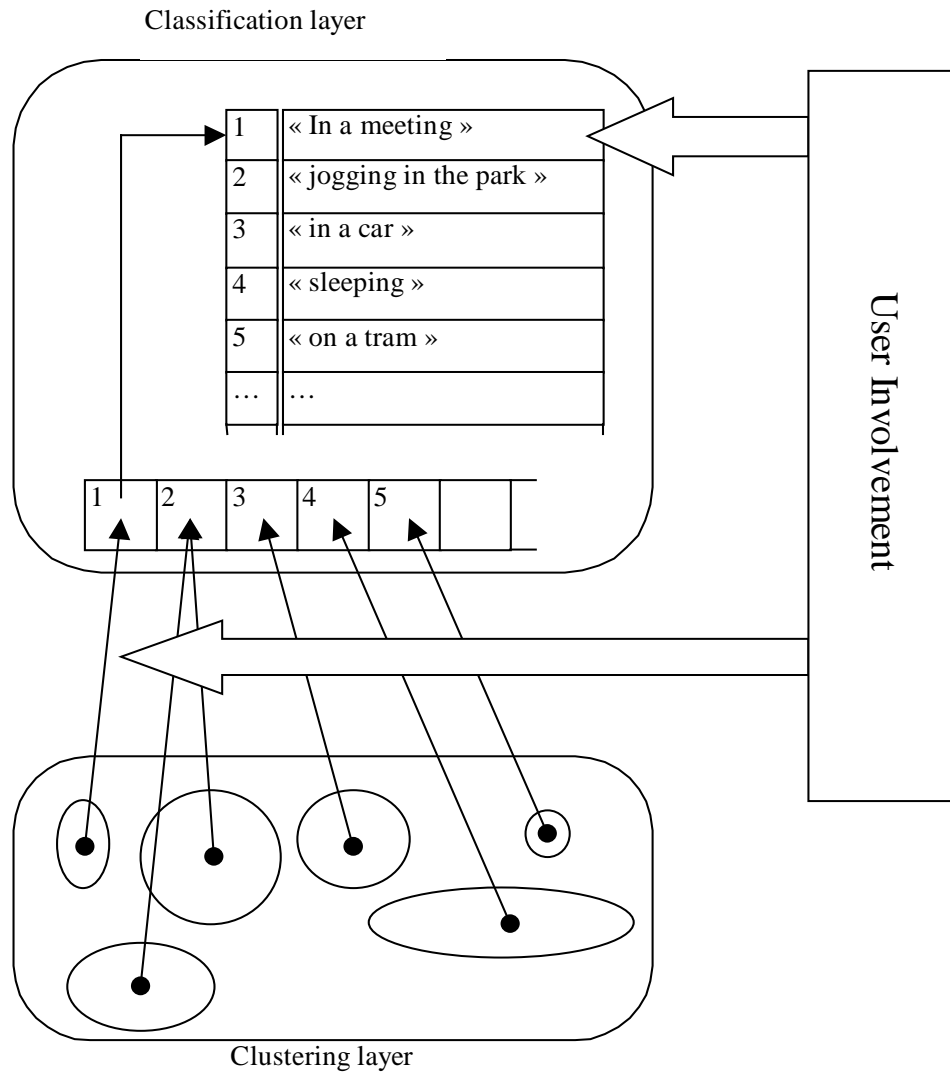 Classification layer
1 « In a meeting »
2 « jogging in the park »
3 « in a car »
4 « sleeping »
5 « on a tram »
… …
1 2 3 4 5
User Involvement
Clustering layer